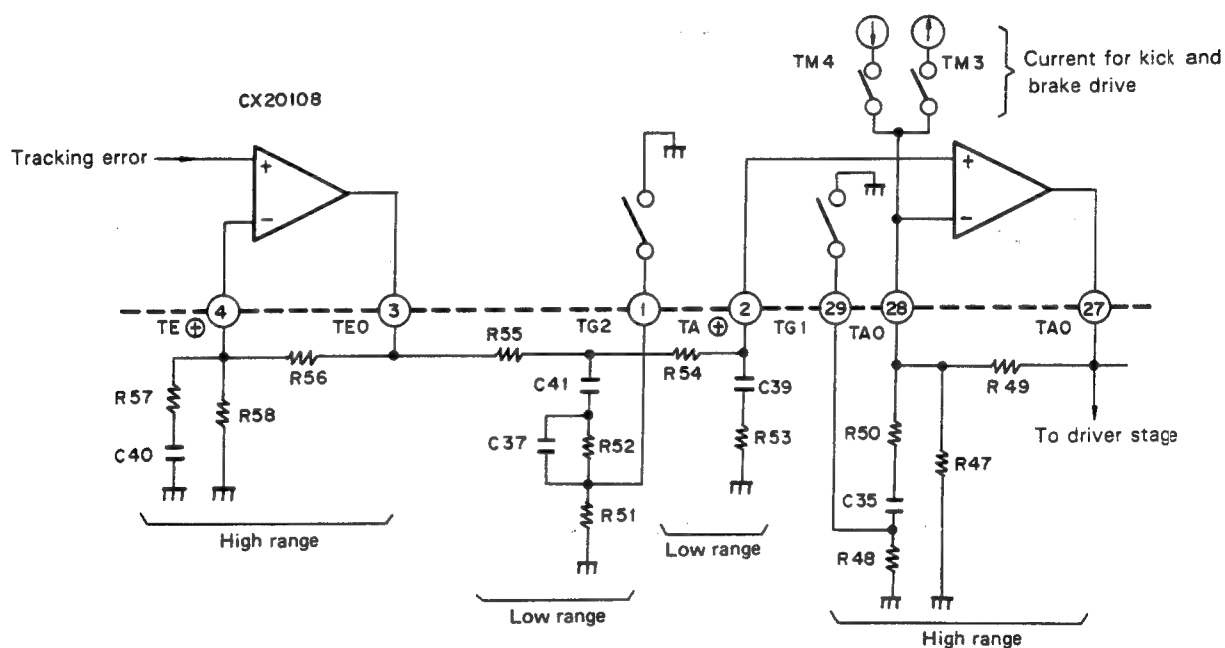 TM4
TM3
Current for kick and
brake drive
CX20108
Tracking error
+
−
+
−
4
3
1
2
29
28
27
TE ⊕
TEO
TG2
TA ⊕
TG1
TAO
TAO
R55
R56
R54
R49
R57
R58
C41
C39
C40
C37
R52
R53
R50
R47
To driver stage
C35
R51
R48
High range
Low range
Low range
High range